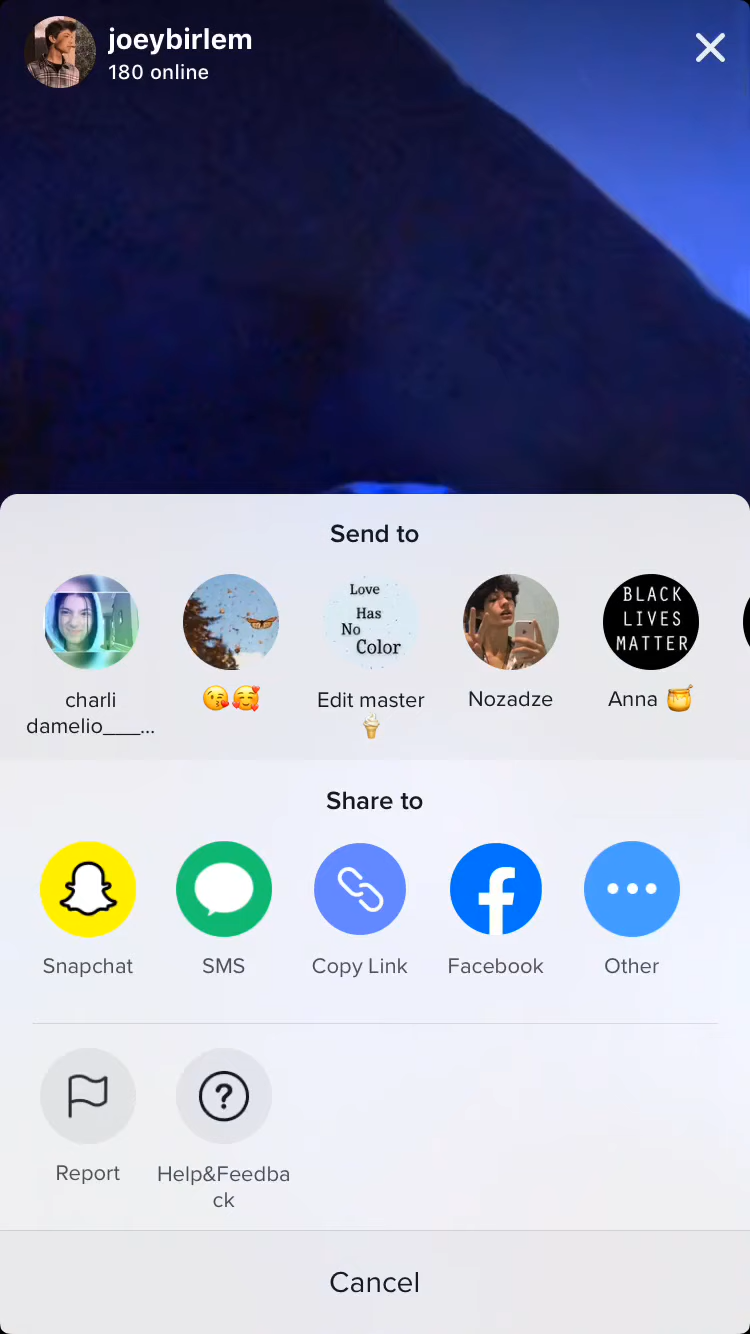 joeybirlem
180 online
Send to
Love
Has
No
Color
BLACK
LIVES
MATTER
charli
damelio___...
😘🥰
Edit master
🍦
Nozadze
Anna 🍯
Share to
Snapchat
SMS
Copy Link
Facebook
Other
Report
Help&Feedba
ck
Cancel